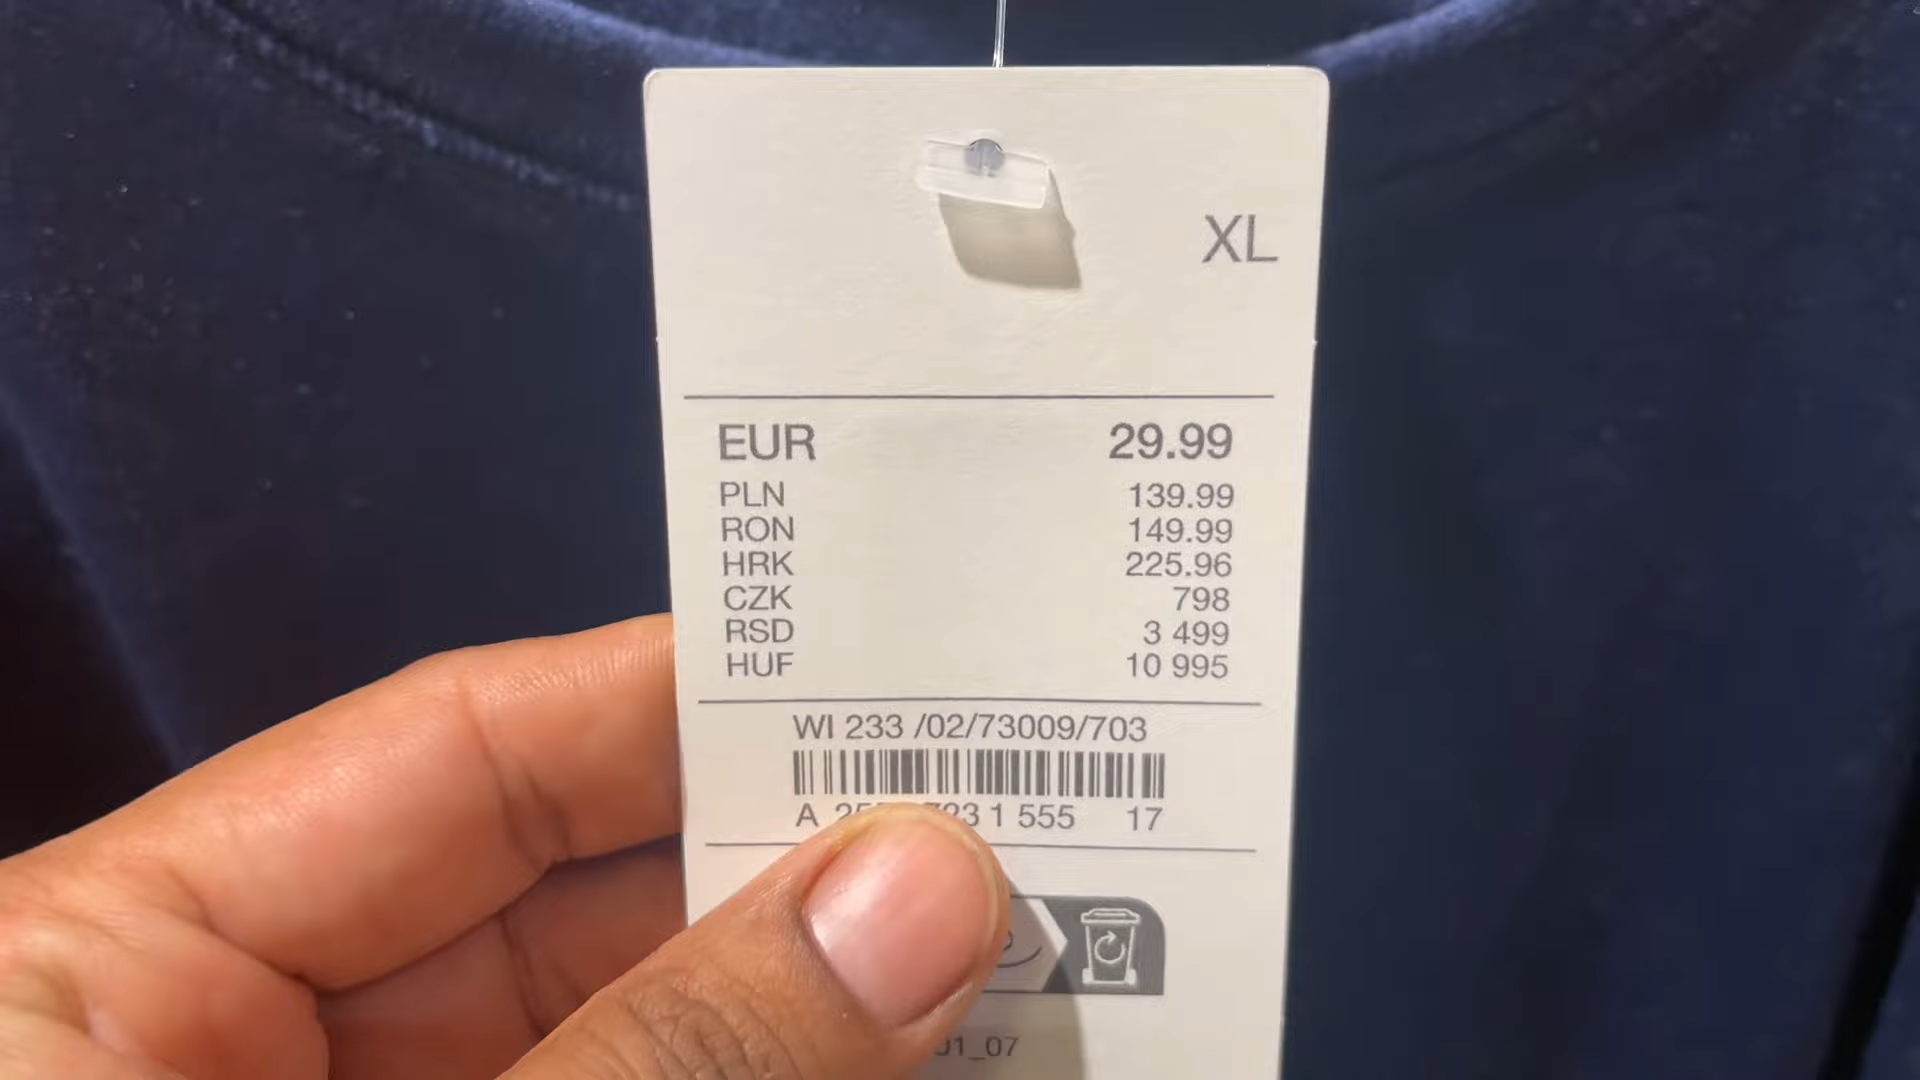 XL
EUR 29.99
PLN 139.99
RON 149.99
HRK 225.96
CZK 798
RSD 3 499
HUF 10 995
WI 233 /02/73009/703
A 1 555 17